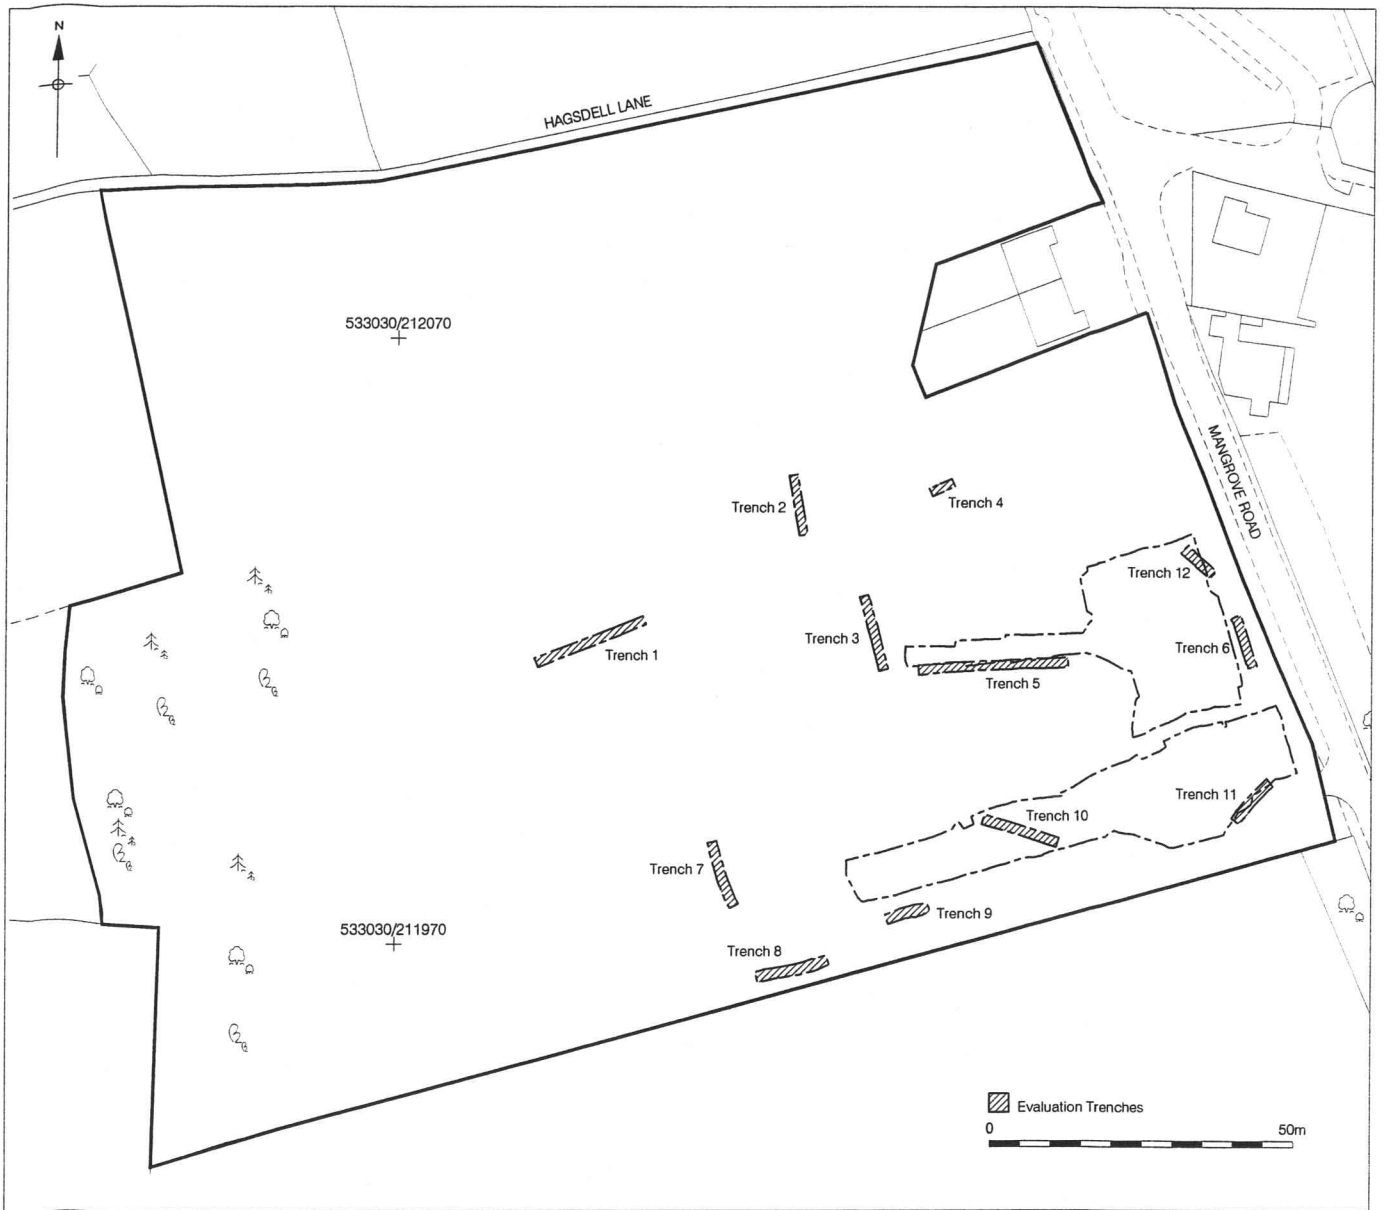 N
HAGSDELL LANE
533030/212070
MANGROVE ROAD
Trench 2
Trench 4
Trench 12
Trench 3
Trench 6
Trench 1
Trench 5
Trench 11
Trench 10
Trench 7
Trench 9
533030/211970
Trench 8
Evaluation Trenches
0 50m